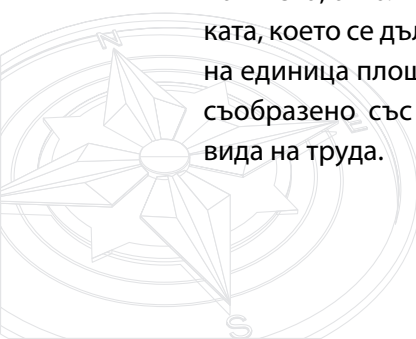 ката, което се дъл
на единица площ
съобразено със
вида на труда.
N
E
S